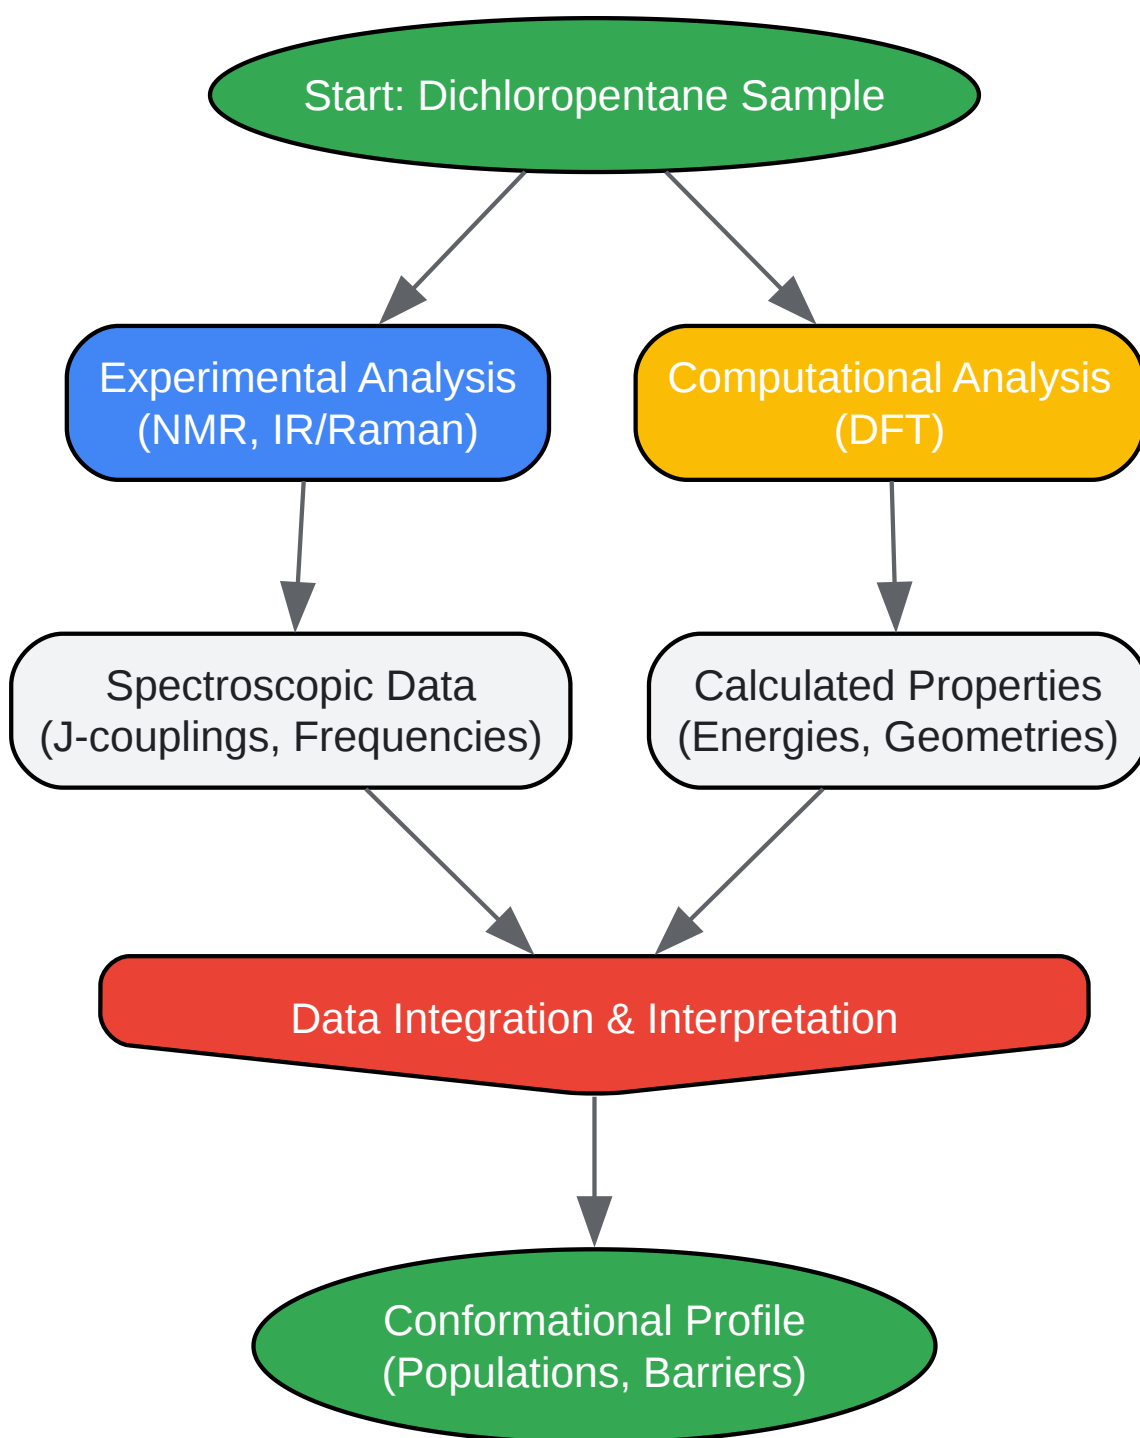 Start: Dichloropentane Sample
Experimental Analysis
(NMR, IR/Raman)
Computational Analysis
(DFT)
Spectroscopic Data
(J-couplings, Frequencies)
Calculated Properties
(Energies, Geometries)
Data Integration & Interpretation
Conformational Profile
(Populations, Barriers)